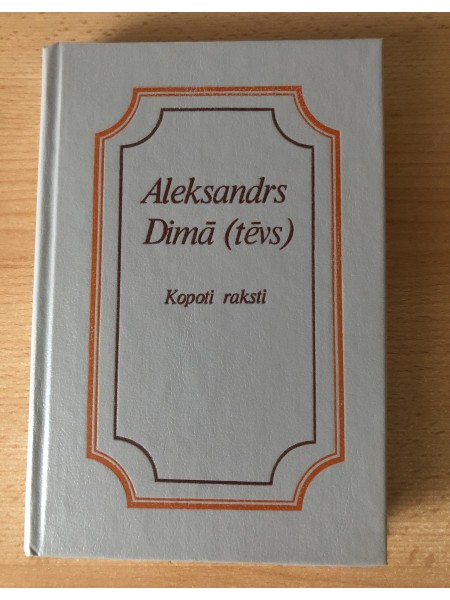 Aleksandrs
Dimā (tēvs)
Kopoti raksti